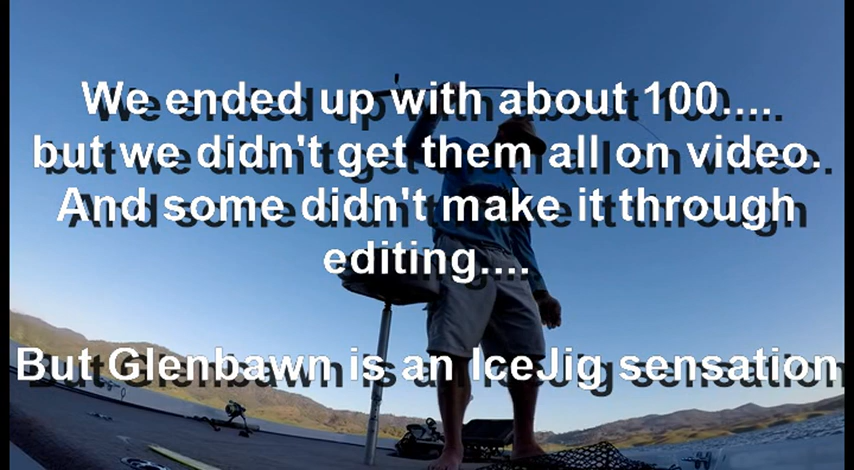 We ended up with about 100....
but we didn't get them all on video.
And some didn't make it through
editing....
But Glenbawn is an IceJig sensation